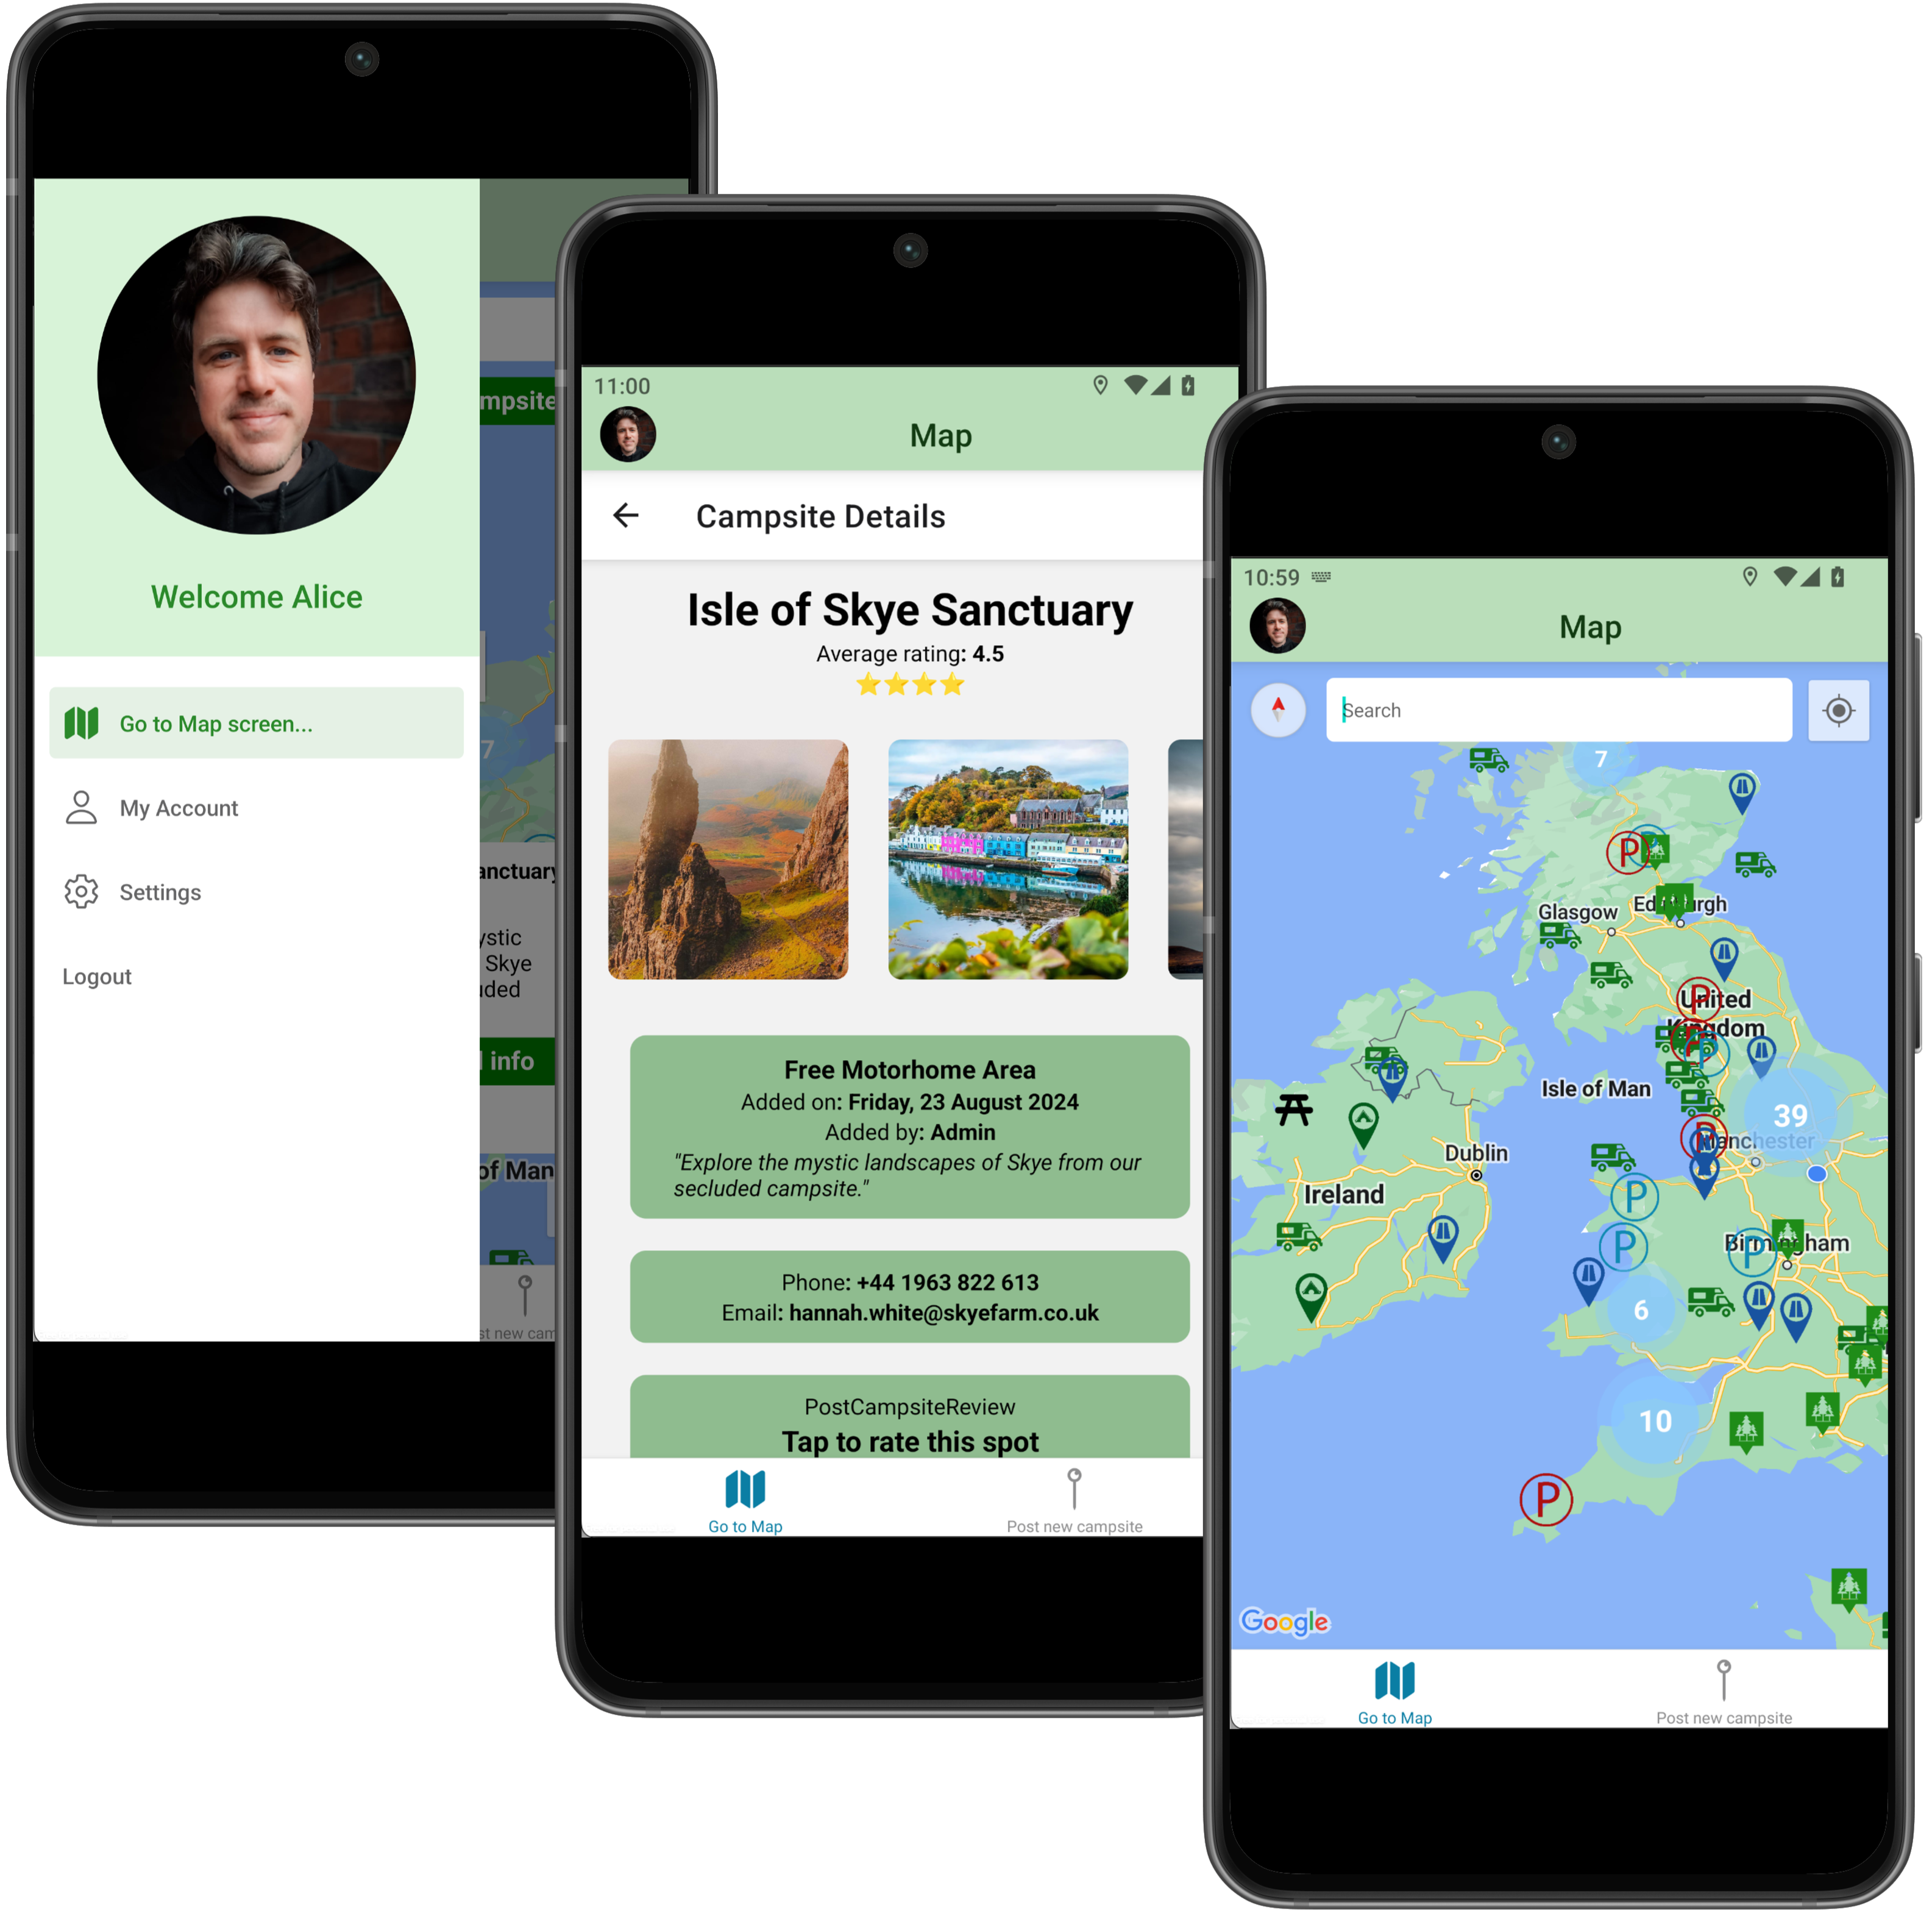 mpsite
Welcome Alice
7
Go to Map screen...
My Account
Settings
Logout
anctuary
ystic
Skye
uded
l info
of Man
st new cam
11:00
Map
Campsite Details
Isle of Skye Sanctuary
Average rating: 4.5
Free Motorhome Area
Added on: Friday, 23 August 2024
Added by: Admin
"Explore the mystic landscapes of Skye from our
secluded campsite."
Phone: +44 1963 822 613
Email: hannah.white@skyefarm.co.uk
PostCampsiteReview
Tap to rate this spot
Go to Map
Post new campsite
10:59
Map
Search
7
P
Glasgow
Edinburgh
P
United
Kingdom
P
P
Isle of Man
39
P
Manchester
Dublin
Ireland
P
P
Birmingham
P
6
10
P
Google
Go to Map
Post new campsite